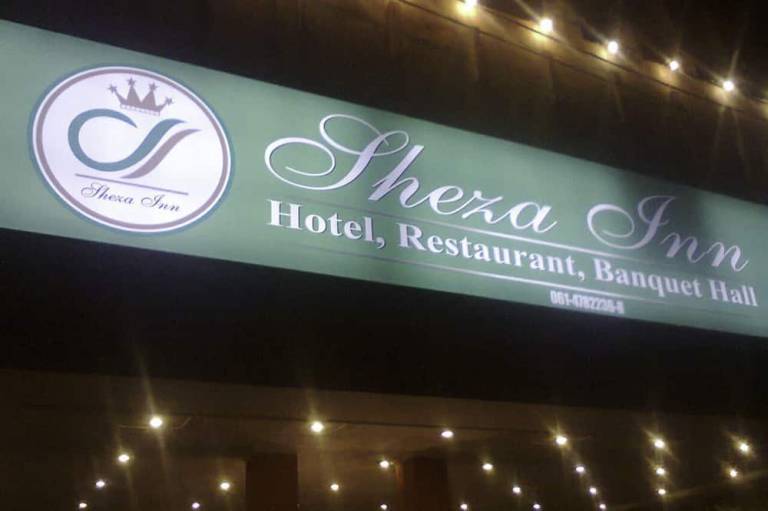 Sheza Inn
Sheza Inn
Hotel, Restaurant, Banquet Hall